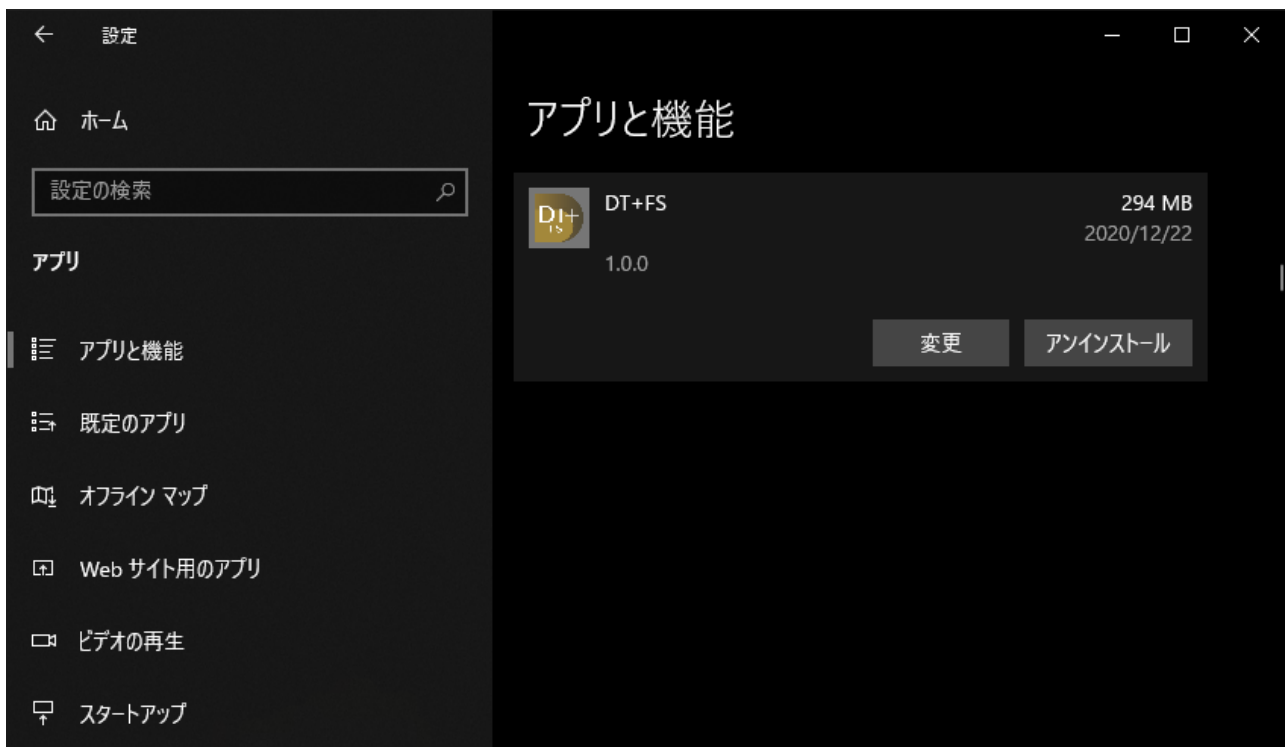 設定
ホーム
設定の検索
アプリ
アプリと機能
既定のアプリ
オフライン マップ
Web サイト用のアプリ
ビデオの再生
スタートアップ
アプリと機能
DT+FS
294 MB
2020/12/22
1.0.0
変更
アンインストール